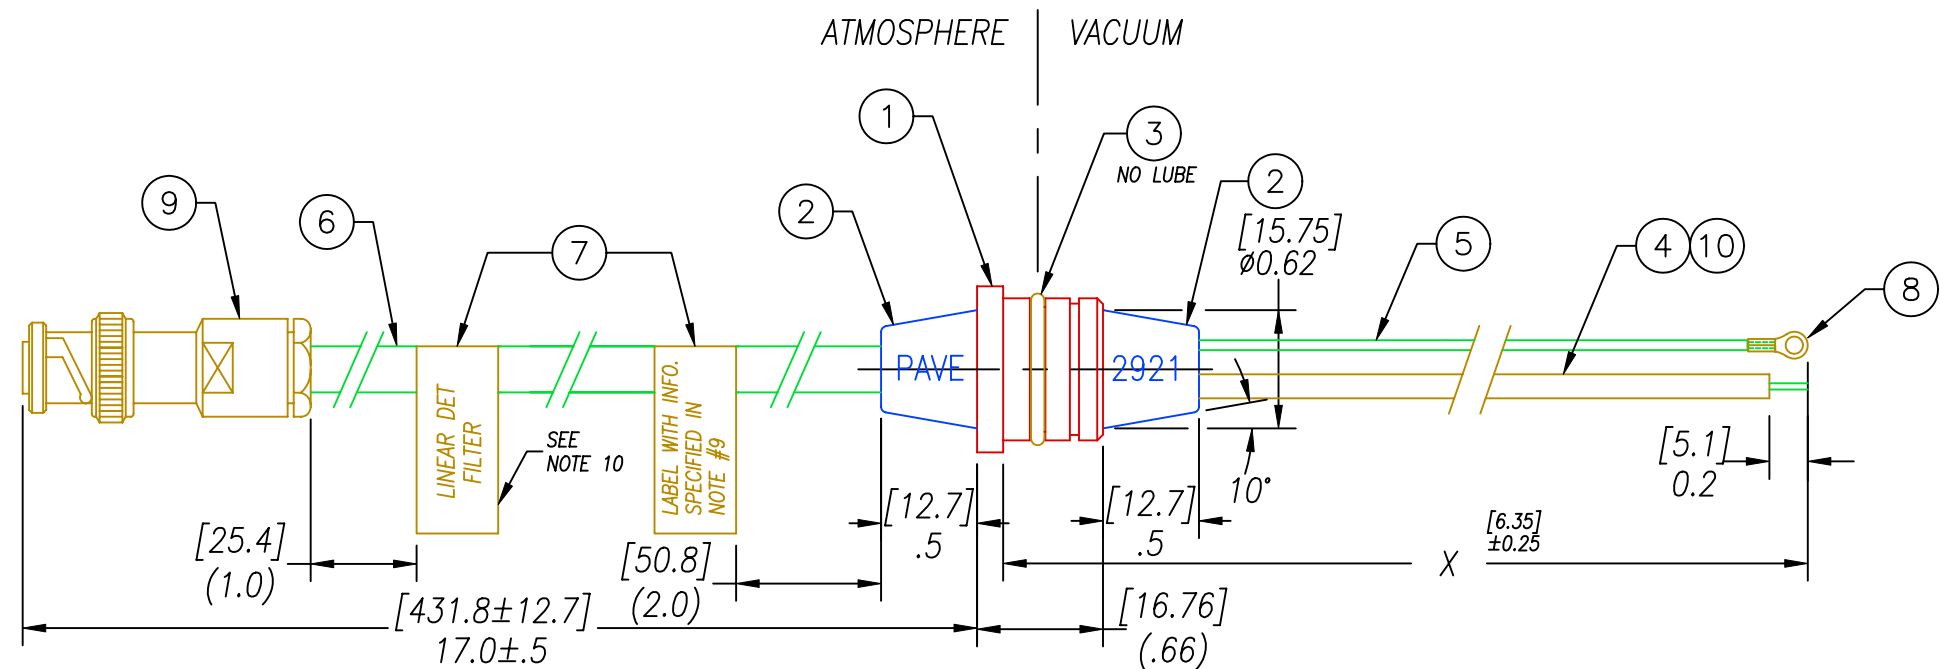 ATMOSPHERE
VACUUM
1
3
NO LUBE
2
2
9
6
7
[15.75]
ø0.62
5
4
10
8
PAVE
2921
LINEAR DET
FILTER
SEE
NOTE 10
LABEL WITH INFO.
SPECIFIED IN
NOTE #9
10°
[5.1]
0.2
[12.7]
.5
[12.7]
.5
[6.35]
±0.25
X
[25.4]
(1.0)
[50.8]
(2.0)
[431.8±12.7]
17.0±.5
[16.76]
(.66)